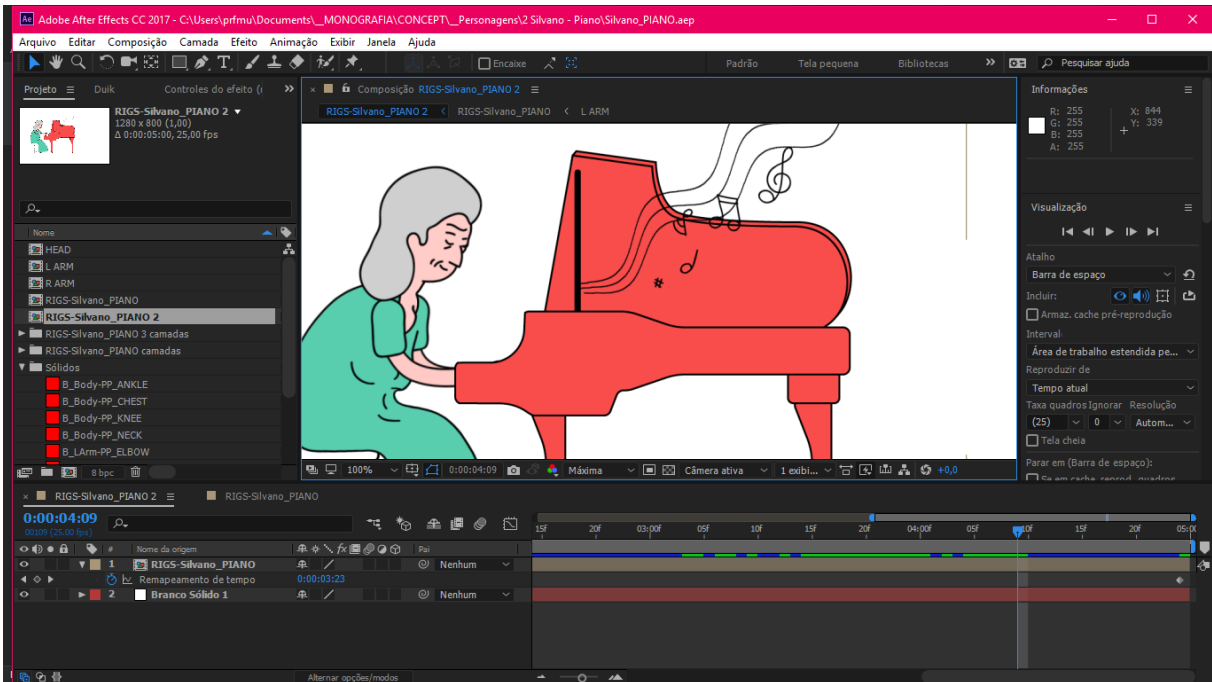 Ae Adobe After Effects CC 2017 - C:\Users\prfmu\Documents\__MONOGRAFIA\CONCEPT\__Personagens\2 Silvano - Piano\Silvano_PIANO.aep
Arquivo Editar Composição Camada Efeito Animação Exibir Janela Ajuda
Encaixe Padrão Tela pequena Bibliotecas Pesquisar ajuda
Projeto Duik Controles do efeito (
RIGS-Silvano_PIANO 2
1280 x 800 (1,00)
Δ 0:00:05:00, 25,00 fps
Nome
HEAD
L ARM
R ARM
RIGS-Silvano_PIANO
RIGS-Silvano_PIANO 2
RIGS-Silvano_PIANO 3 camadas
RIGS-Silvano_PIANO camadas
Sólidos
B_Body-PP_ANKLE
B_Body-PP_CHEST
B_Body-PP_KNEE
B_Body-PP_NECK
B_LArm-PP_ELBOW
8 bpc
Composição RIGS-Silvano_PIANO 2
RIGS-Silvano_PIANO 2 RIGS-Silvano_PIANO L ARM
100% 0:00:04:09 Máxima Câmera ativa 1 exibi... +0,0
Informações
R: 255 X: 844
G: 255 Y: 339
B: 255
A: 255
Visualização
Atalho
Barra de espaço
Incluir:
Armaz. cache pré-reprodução
Interval
Área de trabalho estendida pe...
Reproduzir de
Tempo atual
Taxa quadros Ignorar Resolução
(25) 0 Autom...
Tela cheia
Parar em (Barra de espaço):
Se em cache, reprod. quadros
RIGS-Silvano_PIANO 2 RIGS-Silvano_PIANO
0:00:04:09
00109 (25.00 fps)
15f 20f 03:00f 05f 10f 15f 20f 04:00f 05f 10f 15f 20f 05:00
# Nome da origem Pai
1 RIGS-Silvano_PIANO Nenhum
Remapeamento de tempo 0:00:03:23
2 Branco Sólido 1 Nenhum
Alternar opções/modos